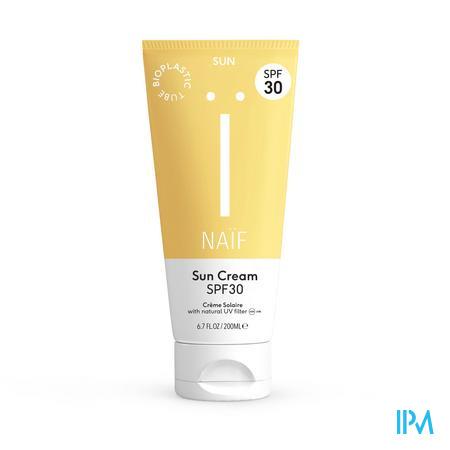 BIOPLASTIC TUBE
SUN
SPF
30
NAÏF
Sun Cream
SPF30
Crème Solaire
with natural UV filter
6.7 FL.OZ/200ML℮
IPM